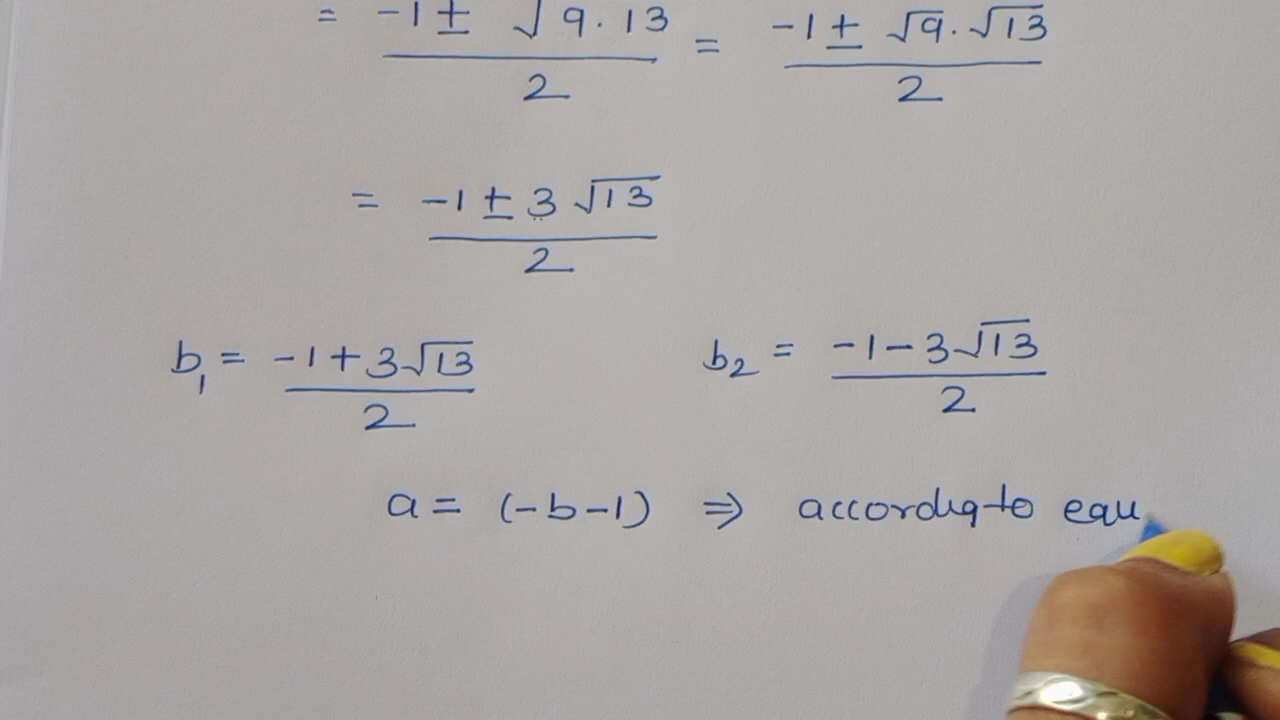 = -1 ± √9 · 13 / 2 = -1 ± √9 · √13 / 2
= -1 ± 3√13 / 2
b₁ = -1 + 3√13 / 2 b₂ = -1 - 3√13 / 2
a = (-b-1) ⇒ accordig to equ